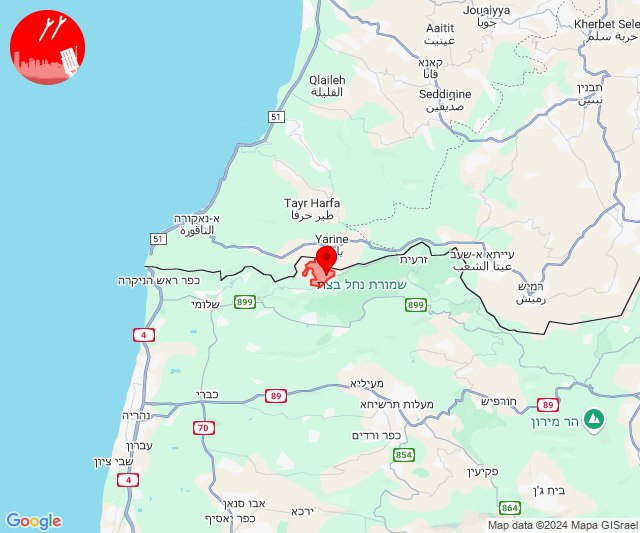 Jouaiyya
جويا
Kherbet Sele
خربة سلم
Aaitit
عيتيت
קאנא
قانا
Qlaileh
القليلة
Seddiqine
صديقين
תבנין
تبنين
51
Tayr Harfa
طير حرفا
א-נאקורה
الناقورة
Yarine
51
עייתא א-שעב
عيتا الشعب
זרעית
רמיש
رميش
כפר ראש הניקרה
שמורת נחל בצת
שלומי
899
899
4
כברי
מעיליא
89
מעלות תרשיחא
חורפיש
89
נהריה
הר מירון
70
כפר ורדים
עברון
854
שבי ציון
פקיעין
4
בית ג'ן
אבו סנאן
ירכא
כפר יאסיף
864
Google
Map data ©2024 Mapa GISrael